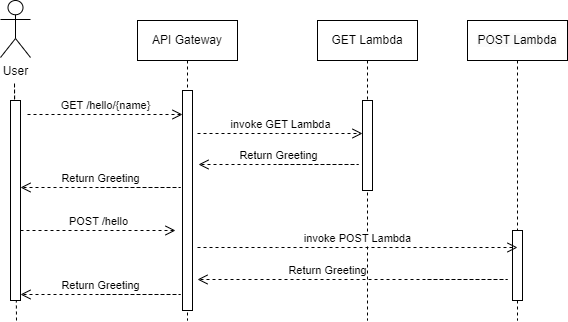 API Gateway
GET Lambda
POST Lambda
User
GET /hello/{name}
invoke GET Lambda
Return Greeting
Return Greeting
POST /hello
invoke POST Lambda
Return Greeting
Return Greeting